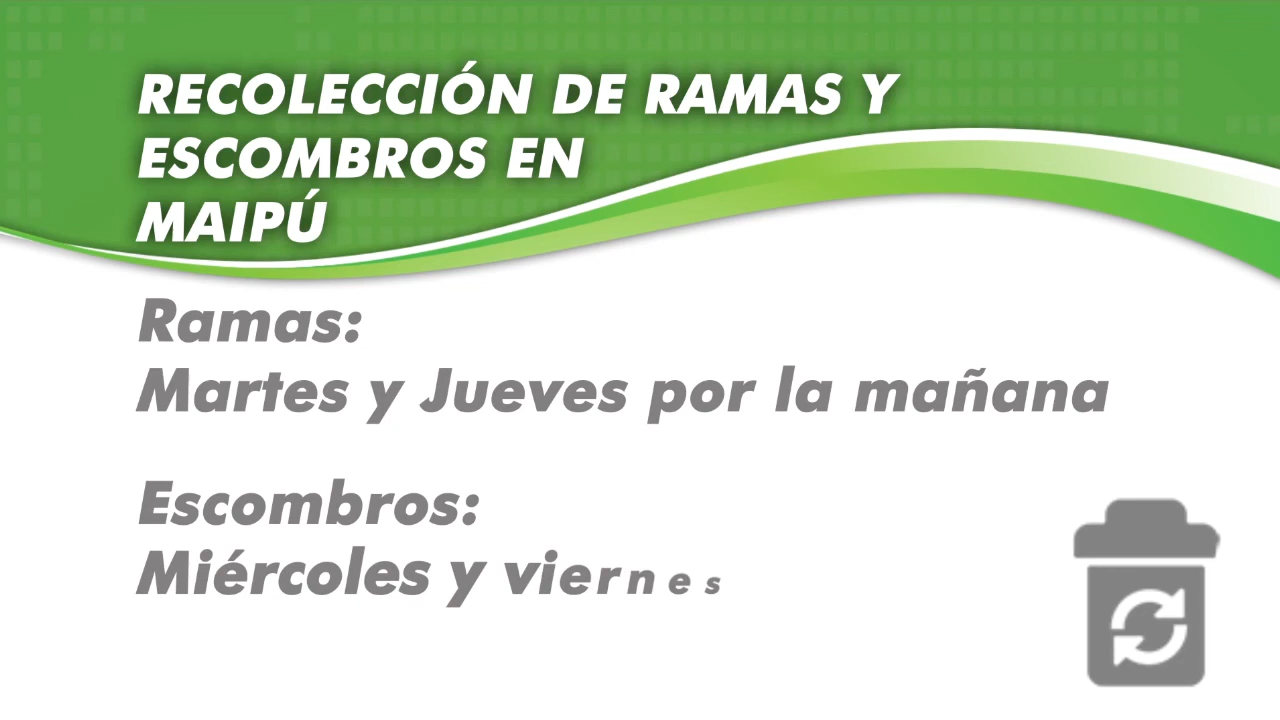 RECOLECCIÓN DE RAMAS Y
ESCOMBROS EN
MAIPÚ
Ramas:
Martes y Jueves por la mañana
Escombros:
Miércoles y viernes